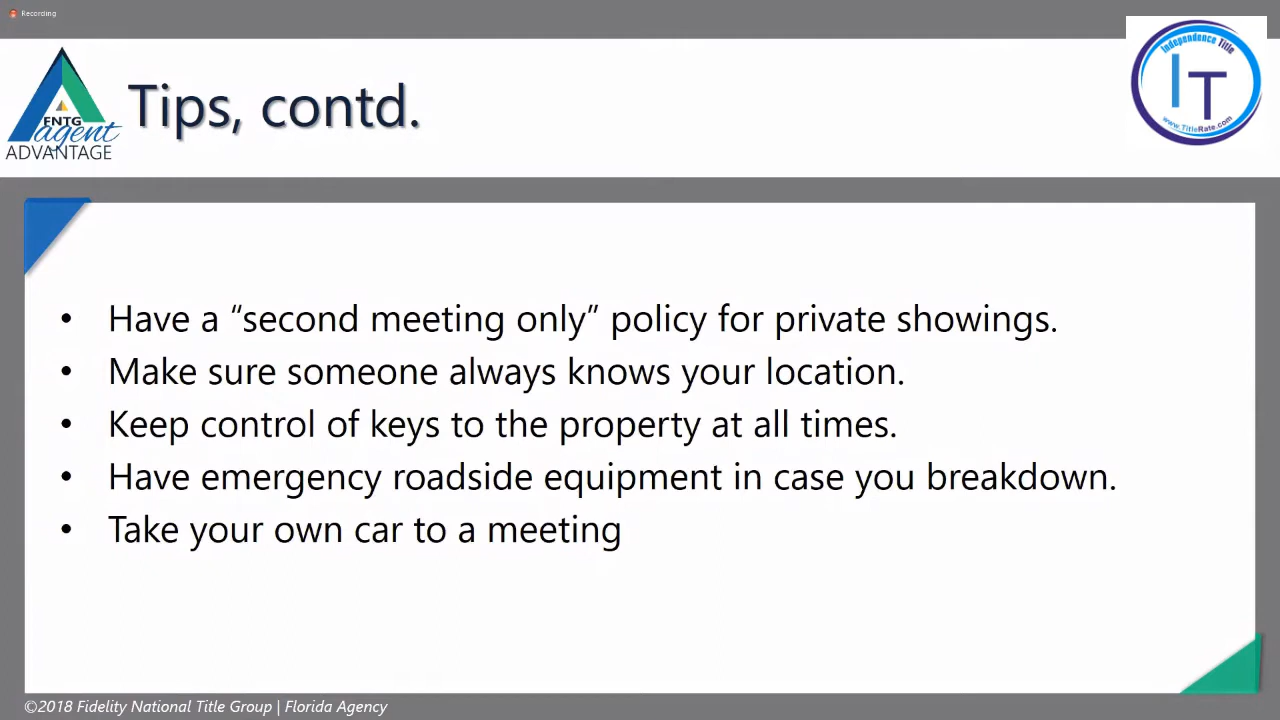 Recording
Tips, contd.
FNTG
agent
ADVANTAGE
Independence Title
IT
www.TitleRate.com
• Have a “second meeting only” policy for private showings.
• Make sure someone always knows your location.
• Keep control of keys to the property at all times.
• Have emergency roadside equipment in case you breakdown.
• Take your own car to a meeting
©2018 Fidelity National Title Group | Florida Agency